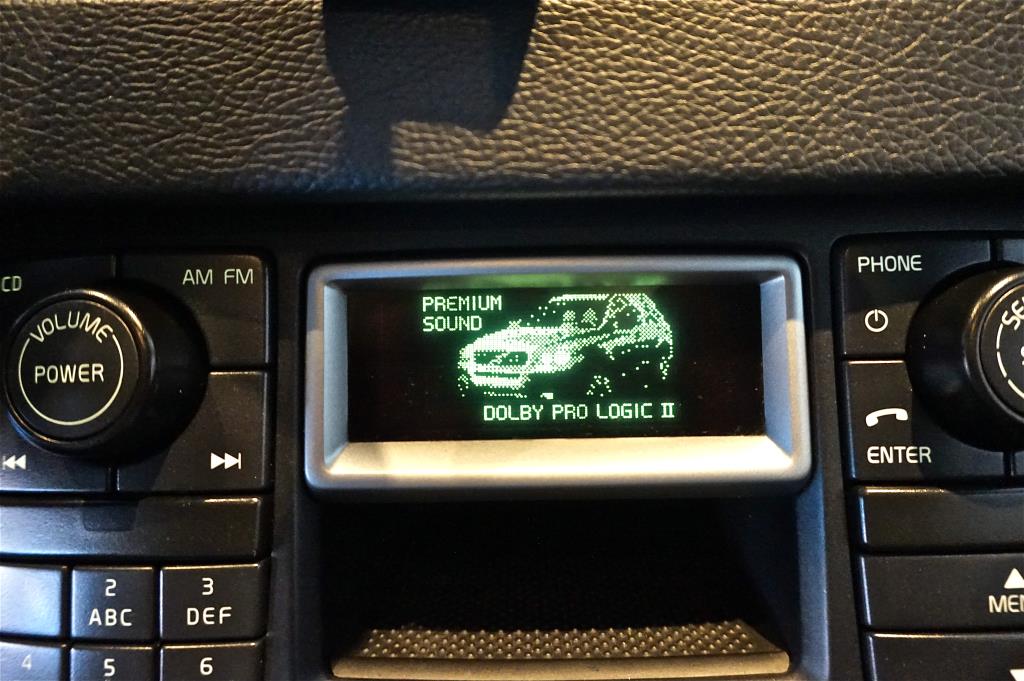 CD
AM FM
VOLUME
POWER
2
ABC
3
DEF
4
5
6
PREMIUM
SOUND
DOLBY PRO LOGIC II
PHONE
ENTER